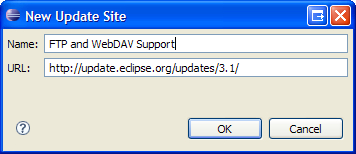 New Update Site
Name: FTP and WebDAV Support
URL: http://update.eclipse.org/updates/3.1/
? OK Cancel